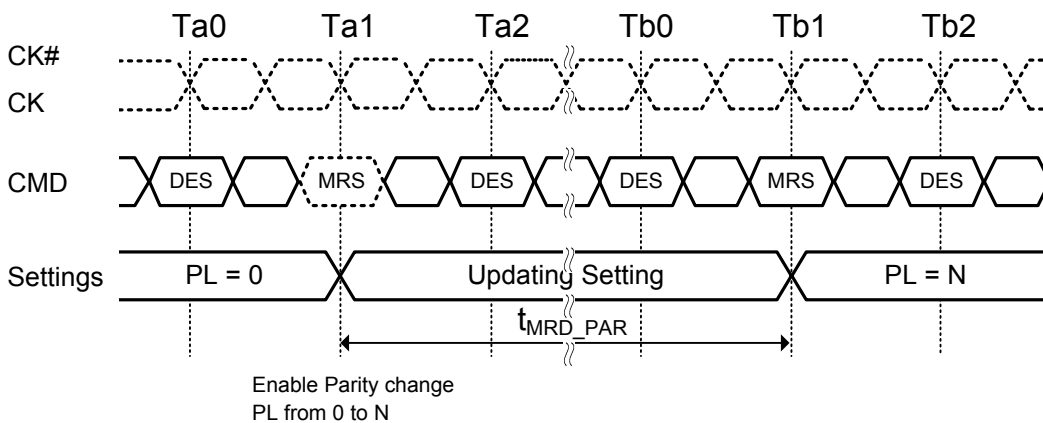 Ta0 Ta1 Ta2 Tb0 Tb1 Tb2
CK#
CK
CMD DES MRS DES DES MRS DES
Settings PL = 0 Updating Setting PL = N
tMRD_PAR
Enable Parity change
PL from 0 to N